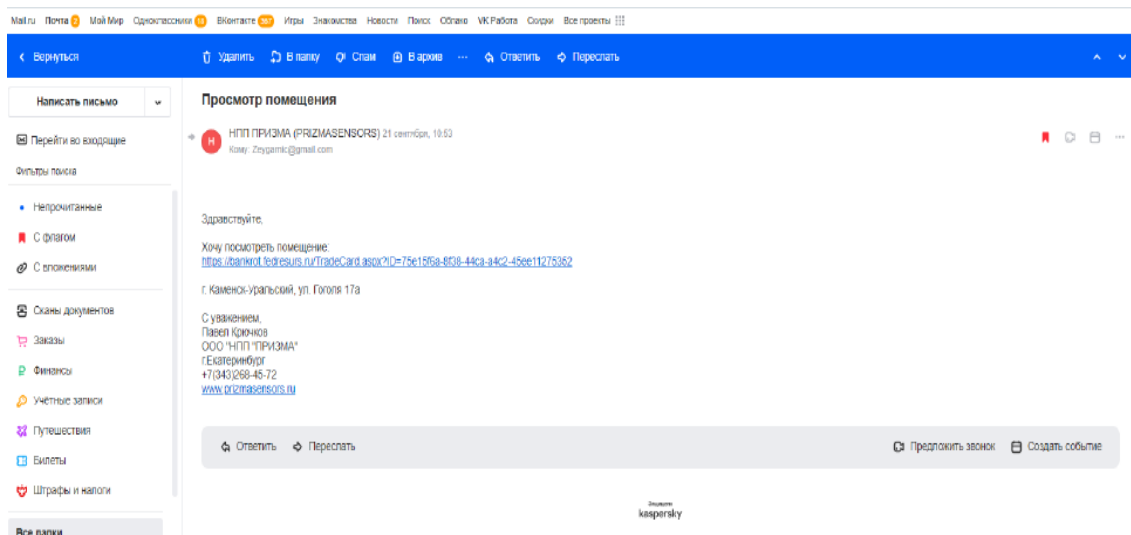 Mail.ru Почта 2 Мой Мир Одноклассники ВКонтакте Игры Знакомства Новости Поиск Облако VK Работа Скидки Все проекты
Вернуться
Удалить В папку Спам В архив ... Ответить Переслать
Написать письмо
Просмотр помещения
Перейти во входящие
НПП ПРИЗМА (PRIZMASENSORS) 21 сентября, 10:53
Кому: Zeygamic@gmail.com
Фильтры поиска
Непрочитанные
С флагом
С вложениями
Здравствуйте,
Хочу посмотреть помещение:
https://bankrot.fedresurs.ru/TradeCard.aspx?ID=75e15f6a-8f38-44ca-a4c2-45ee11275352
г. Каменск-Уральский, ул. Гоголя 17а
Сканы документов
Заказы
Финансы
Учётные записи
Путешествия
Билеты
Штрафы и налоги
Все папки
С уважением,
Павел Крючков
ООО "НПП "ПРИЗМА"
г.Екатеринбург
+7(343)268-45-72
www.prizmasensors.ru
Ответить Переслать
Предложить звонок Создать событие
kaspersky